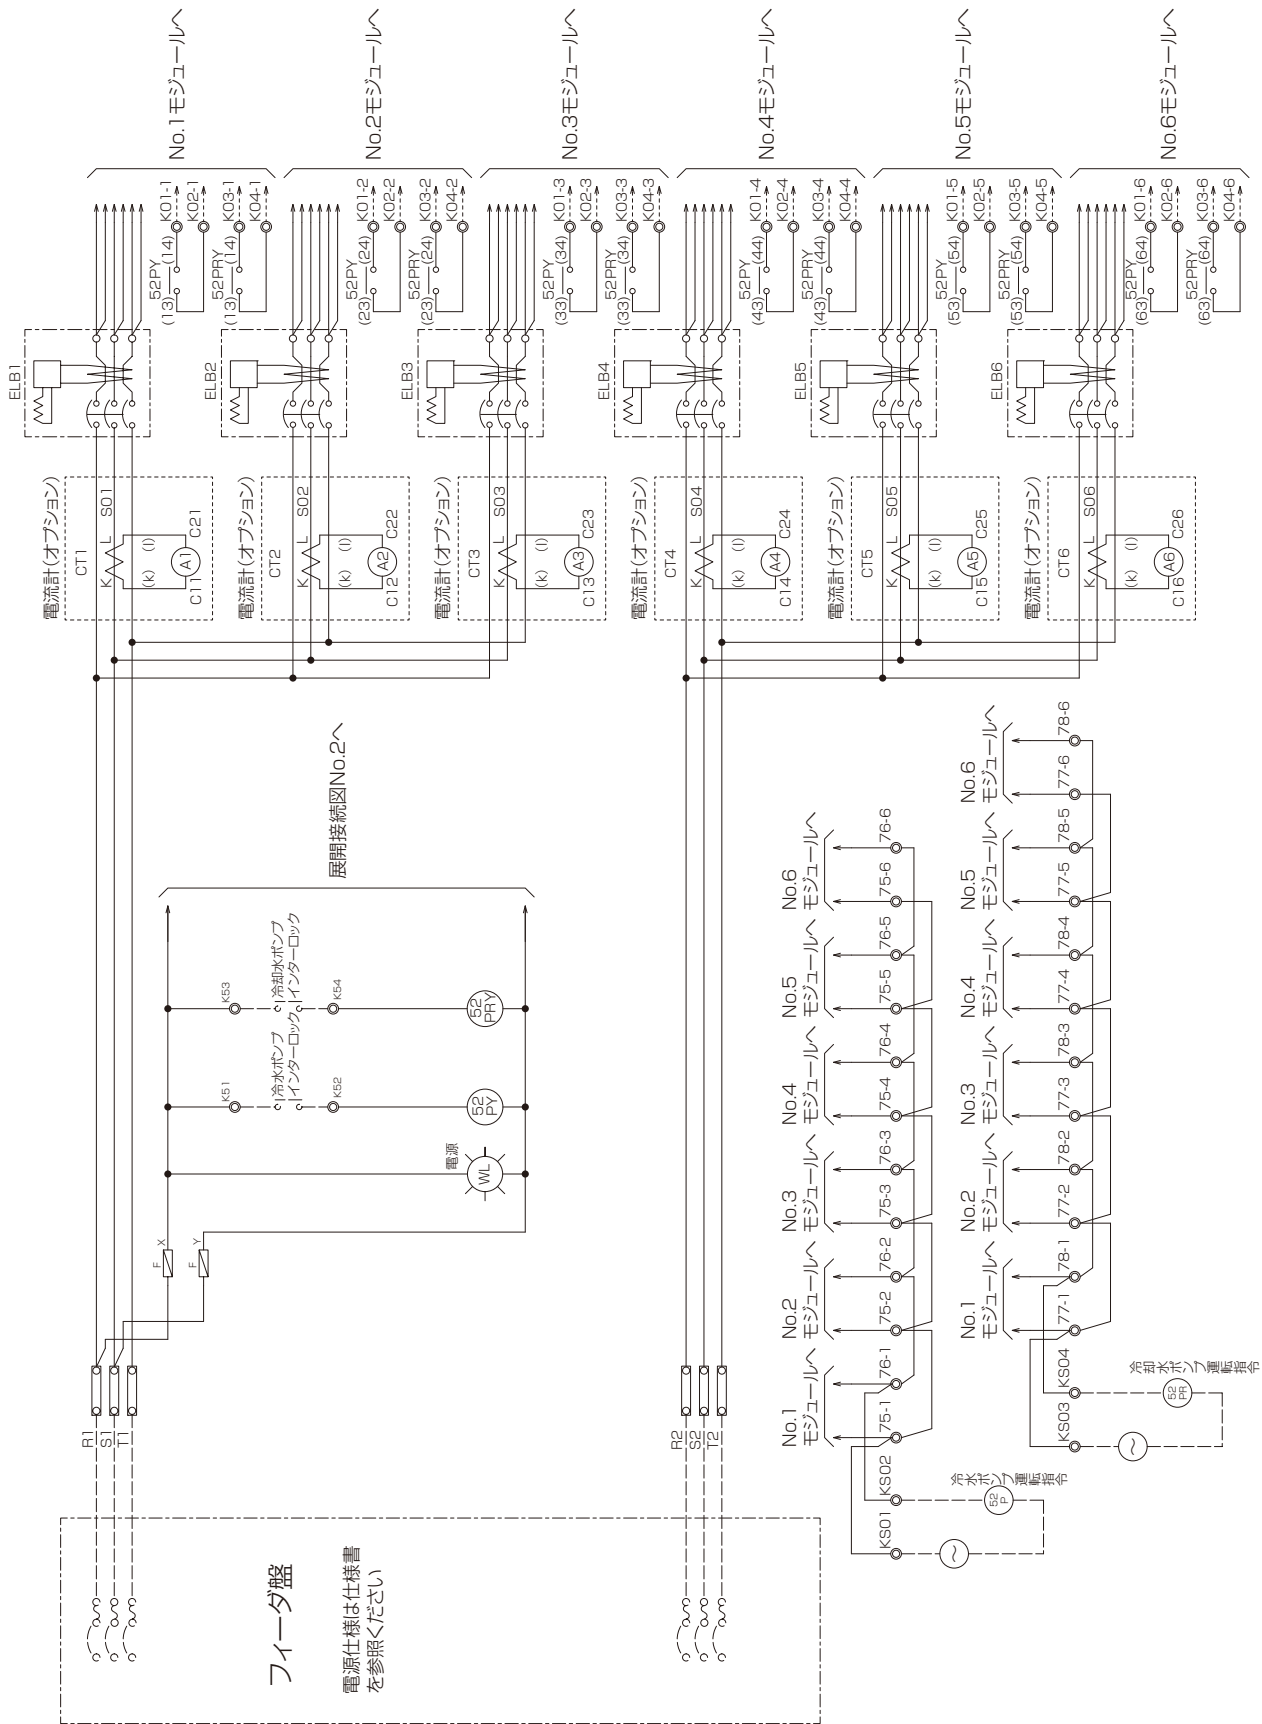 No.1モジュールへ
No.2モジュールへ
No.3モジュールへ
No.4モジュールへ
No.5モジュールへ
No.6モジュールへ
K01-1
K02-1
K03-1
K04-1
52PY
(13) (14)
52PRY
(13) (14)
K01-2
K02-2
K03-2
K04-2
52PY
(23) (24)
52PRY
(23) (24)
K01-3
K02-3
K03-3
K04-3
52PY
(33) (34)
52PRY
(33) (34)
K01-4
K02-4
K03-4
K04-4
52PY
(43) (44)
52PRY
(43) (44)
K01-5
K02-5
K03-5
K04-5
52PY
(53) (54)
52PRY
(53) (54)
K01-6
K02-6
K03-6
K04-6
52PY
(63) (64)
52PRY
(63) (64)
ELB1
ELB2
ELB3
ELB4
ELB5
ELB6
電流計(オプション)
CT1
K L S01
(k) (l)
C11 A1 C21
電流計(オプション)
CT2
K L S02
(k) (l)
C12 A2 C22
電流計(オプション)
CT3
K L S03
(k) (l)
C13 A3 C23
電流計(オプション)
CT4
K L S04
(k) (l)
C14 A4 C24
電流計(オプション)
CT5
K L S05
(k) (l)
C15 A5 C25
電流計(オプション)
CT6
K L S06
(k) (l)
C16 A6 C26
展開接続図No.2へ
K53
冷却水ポンプ
インターロック
K54
52
PRY
K51
冷水ポンプ
インターロック
K52
52
PY
電源
WL
F X
F Y
R1
S1
T1
R2
S2
T2
フィーダ盤
電源仕様は仕様書
を参照ください
No.1
モジュールへ
75-1
76-1
No.2
モジュールへ
75-2
76-2
No.3
モジュールへ
75-3
76-3
No.4
モジュールへ
75-4
76-4
No.5
モジュールへ
75-5
76-5
No.6
モジュールへ
75-6
76-6
KS01
KS02
~
52
P
冷水ポンプ運転指令
No.1
モジュールへ
77-1
78-1
No.2
モジュールへ
77-2
78-2
No.3
モジュールへ
77-3
78-3
No.4
モジュールへ
77-4
78-4
No.5
モジュールへ
77-5
78-5
No.6
モジュールへ
77-6
78-6
KS03
KS04
~
52
PR
冷却水ポンプ運転指令